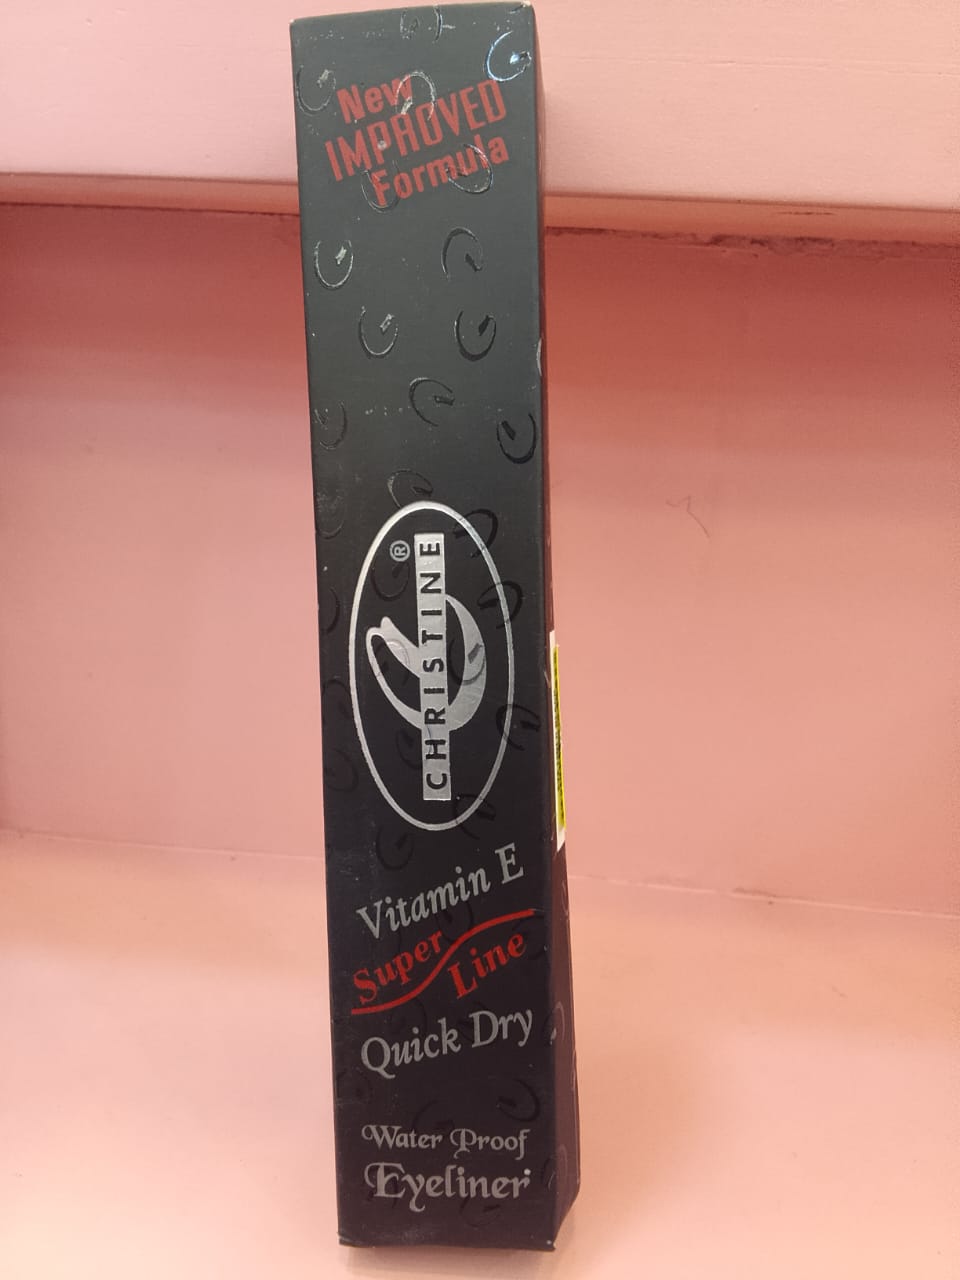 New
IMPROVED
Formula
CHRISTINE
®
Vitamin E
Super
Line
Quick Dry
Water Proof
Eyeliner